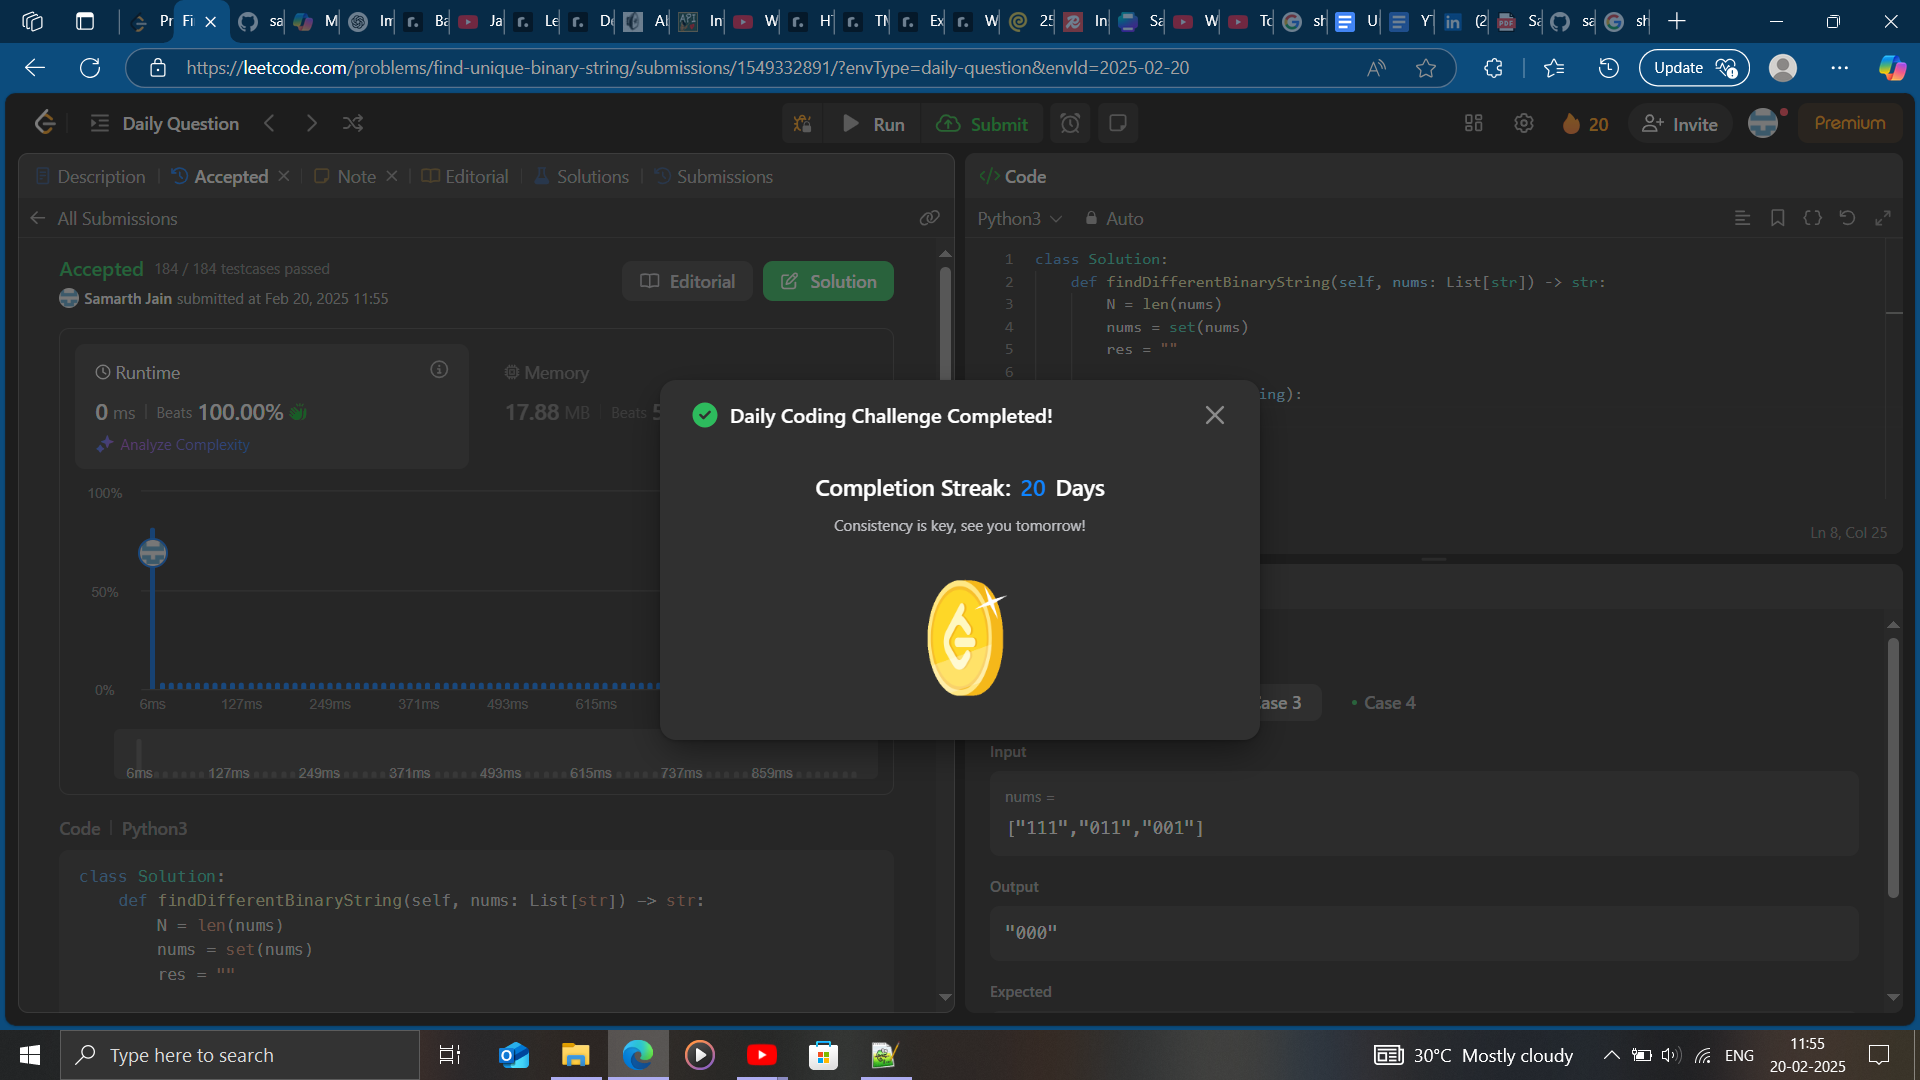 Pr
Fi
sa
M
In
Ba
Ja
Le
De
Al
In
W
H
TM
Ex
W
25
In
Sa
W
To
sh
U
Y
(2
Sa
sa
sh
https://leetcode.com/problems/find-unique-binary-string/submissions/1549332891/?envType=daily-question&envId=2025-02-20
Update
Daily Question
Run
Submit
20
Invite
Premium
Description
Accepted
Note
Editorial
Solutions
Submissions
All Submissions
Accepted 184 / 184 testcases passed
Samarth Jain submitted at Feb 20, 2025 11:55
Editorial
Solution
Runtime
0 ms | Beats 100.00%
Analyze Complexity
Memory
17.88 MB | Beats 5
100%
50%
0%
6ms 127ms 249ms 371ms 493ms 615ms
6ms 127ms 249ms 371ms 493ms 615ms 737ms 859ms
Code | Python3
class Solution:
def findDifferentBinaryString(self, nums: List[str]) -> str:
N = len(nums)
nums = set(nums)
res = ""
Daily Coding Challenge Completed!
Completion Streak: 20 Days
Consistency is key, see you tomorrow!
</> Code
Python3
Auto
1 class Solution:
2 def findDifferentBinaryString(self, nums: List[str]) -> str:
3 N = len(nums)
4 nums = set(nums)
5 res = ""
6
ing):
Ln 8, Col 25
ase 3
Case 4
Input
nums =
["111","011","001"]
Output
"000"
Expected
Type here to search
30°C Mostly cloudy
ENG
11:55
20-02-2025